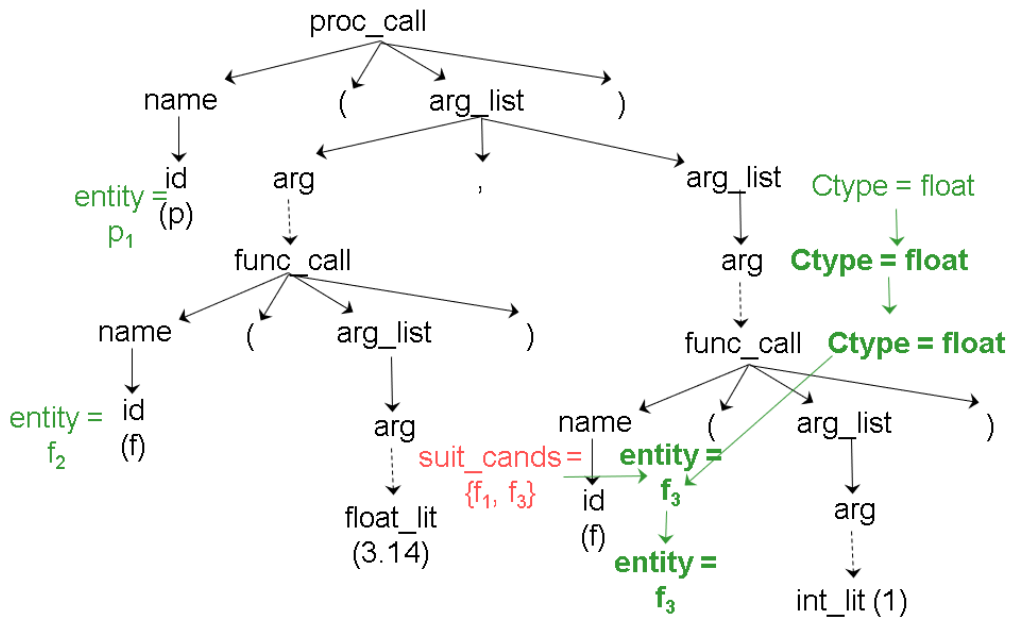 proc_call
name ( arg_list )
id arg , arg_list Ctype = float
entity = (p)
p1
func_call arg Ctype = float
name ( arg_list ) func_call Ctype = float
entity = id arg name ( arg_list )
f2 (f)
suit_cands = entity =
{f1, f3} id f3 arg
float_lit (f)
(3.14) entity =
f3 int_lit (1)